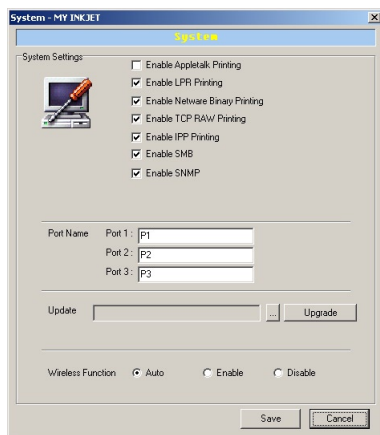 System - MY INKJET
System
System Settings
Enable Appletalk Printing
Enable LPR Printing
Enable Netware Binary Printing
Enable TCP RAW Printing
Enable IPP Printing
Enable SMB
Enable SNMP
Port Name Port 1 : P1
Port 2 : P2
Port 3 : P3
Update ... Upgrade
Wireless Function Auto Enable Disable
Save Cancel